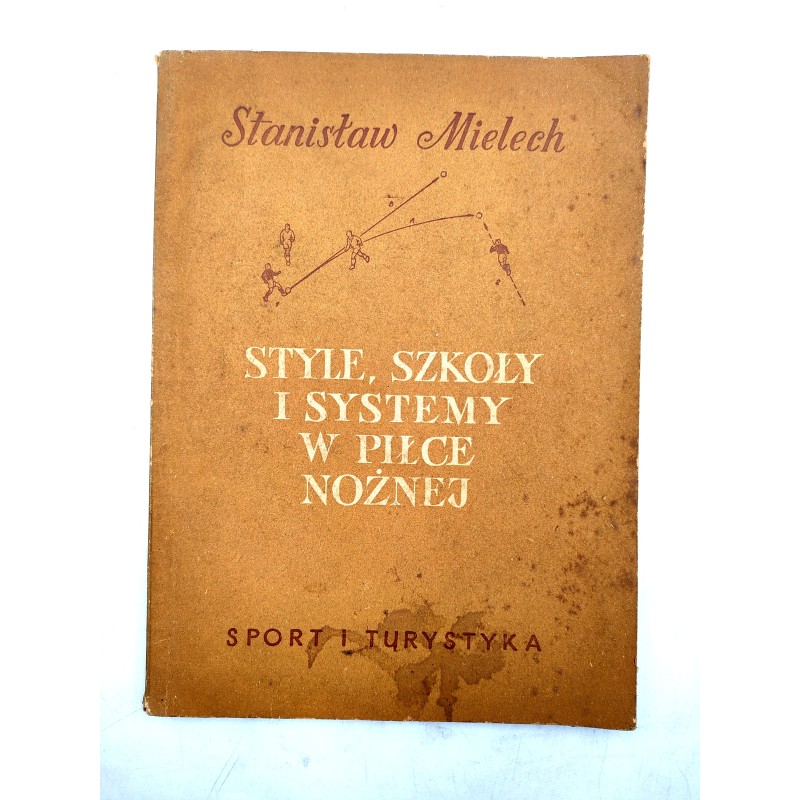 Stanisław Mielech
STYLE, SZKOŁY
I SYSTEMY
W PIŁCE
NOŻNEJ
SPORT I TURYSTYKA